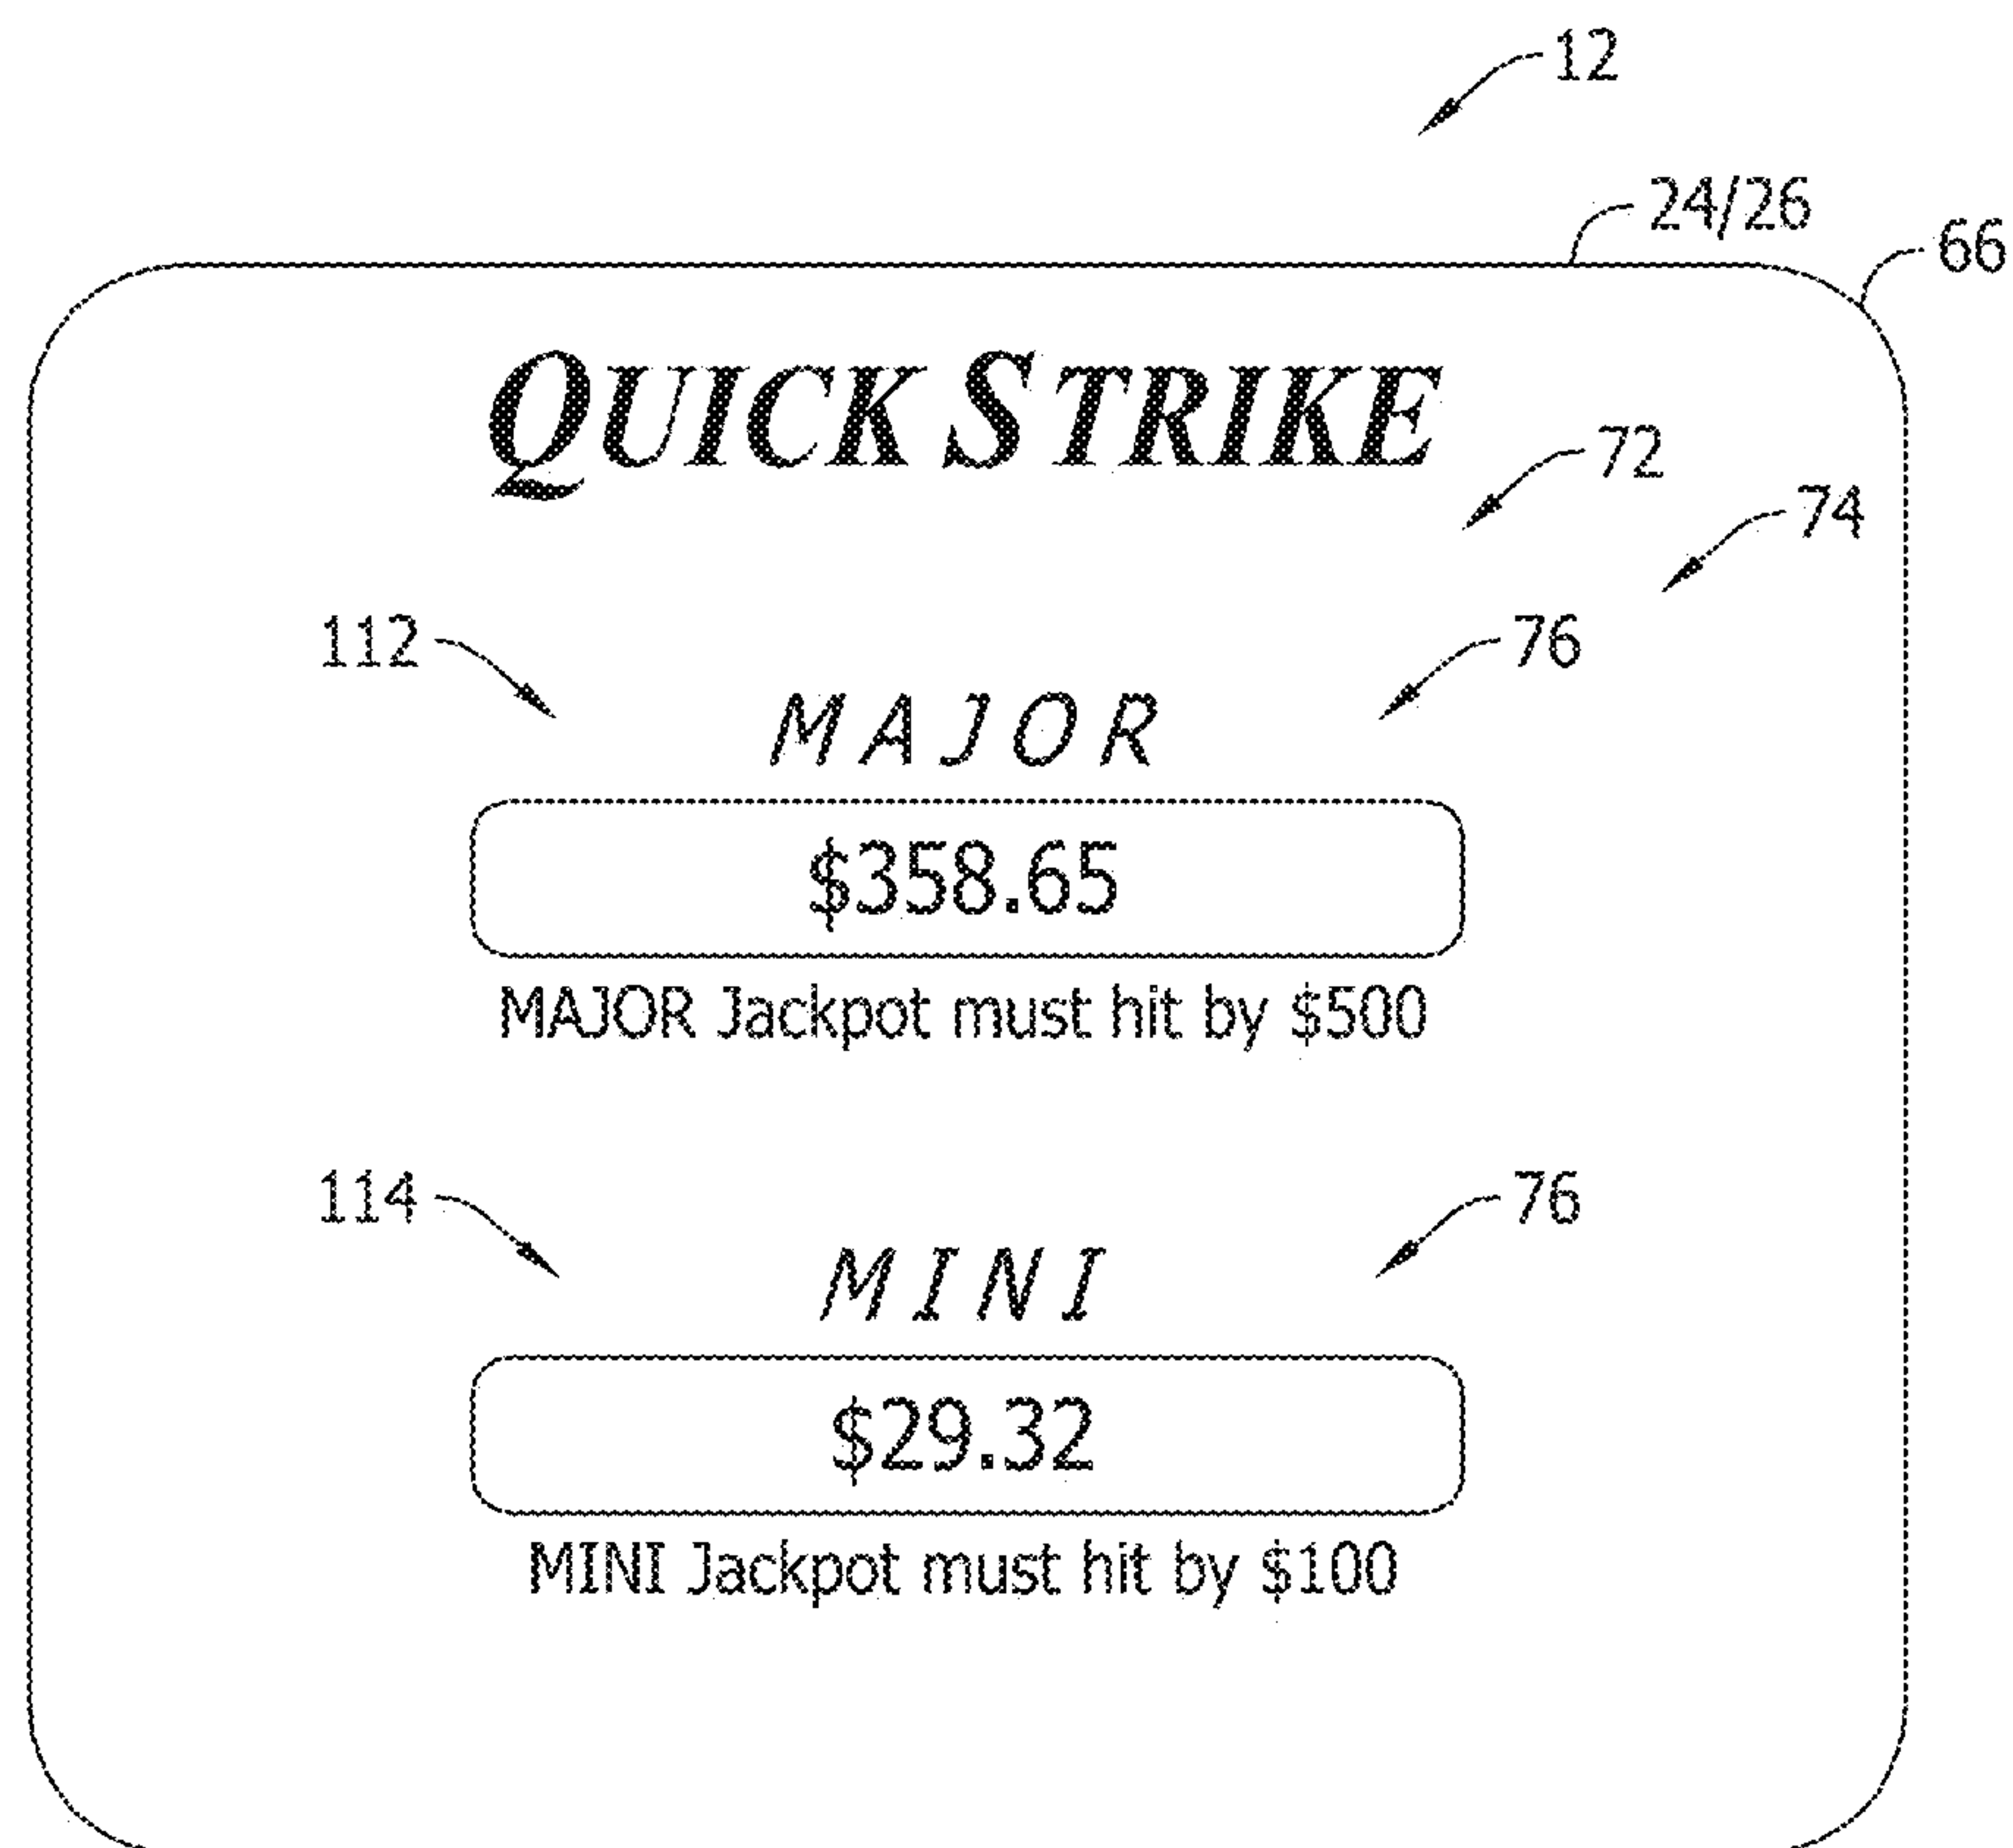 12
24/26
66
QUICK STRIKE
72
74
112
76
MAJOR
$358.65
MAJOR Jackpot must hit by $500
114
76
MINI
$29.32
MINI Jackpot must hit by $100